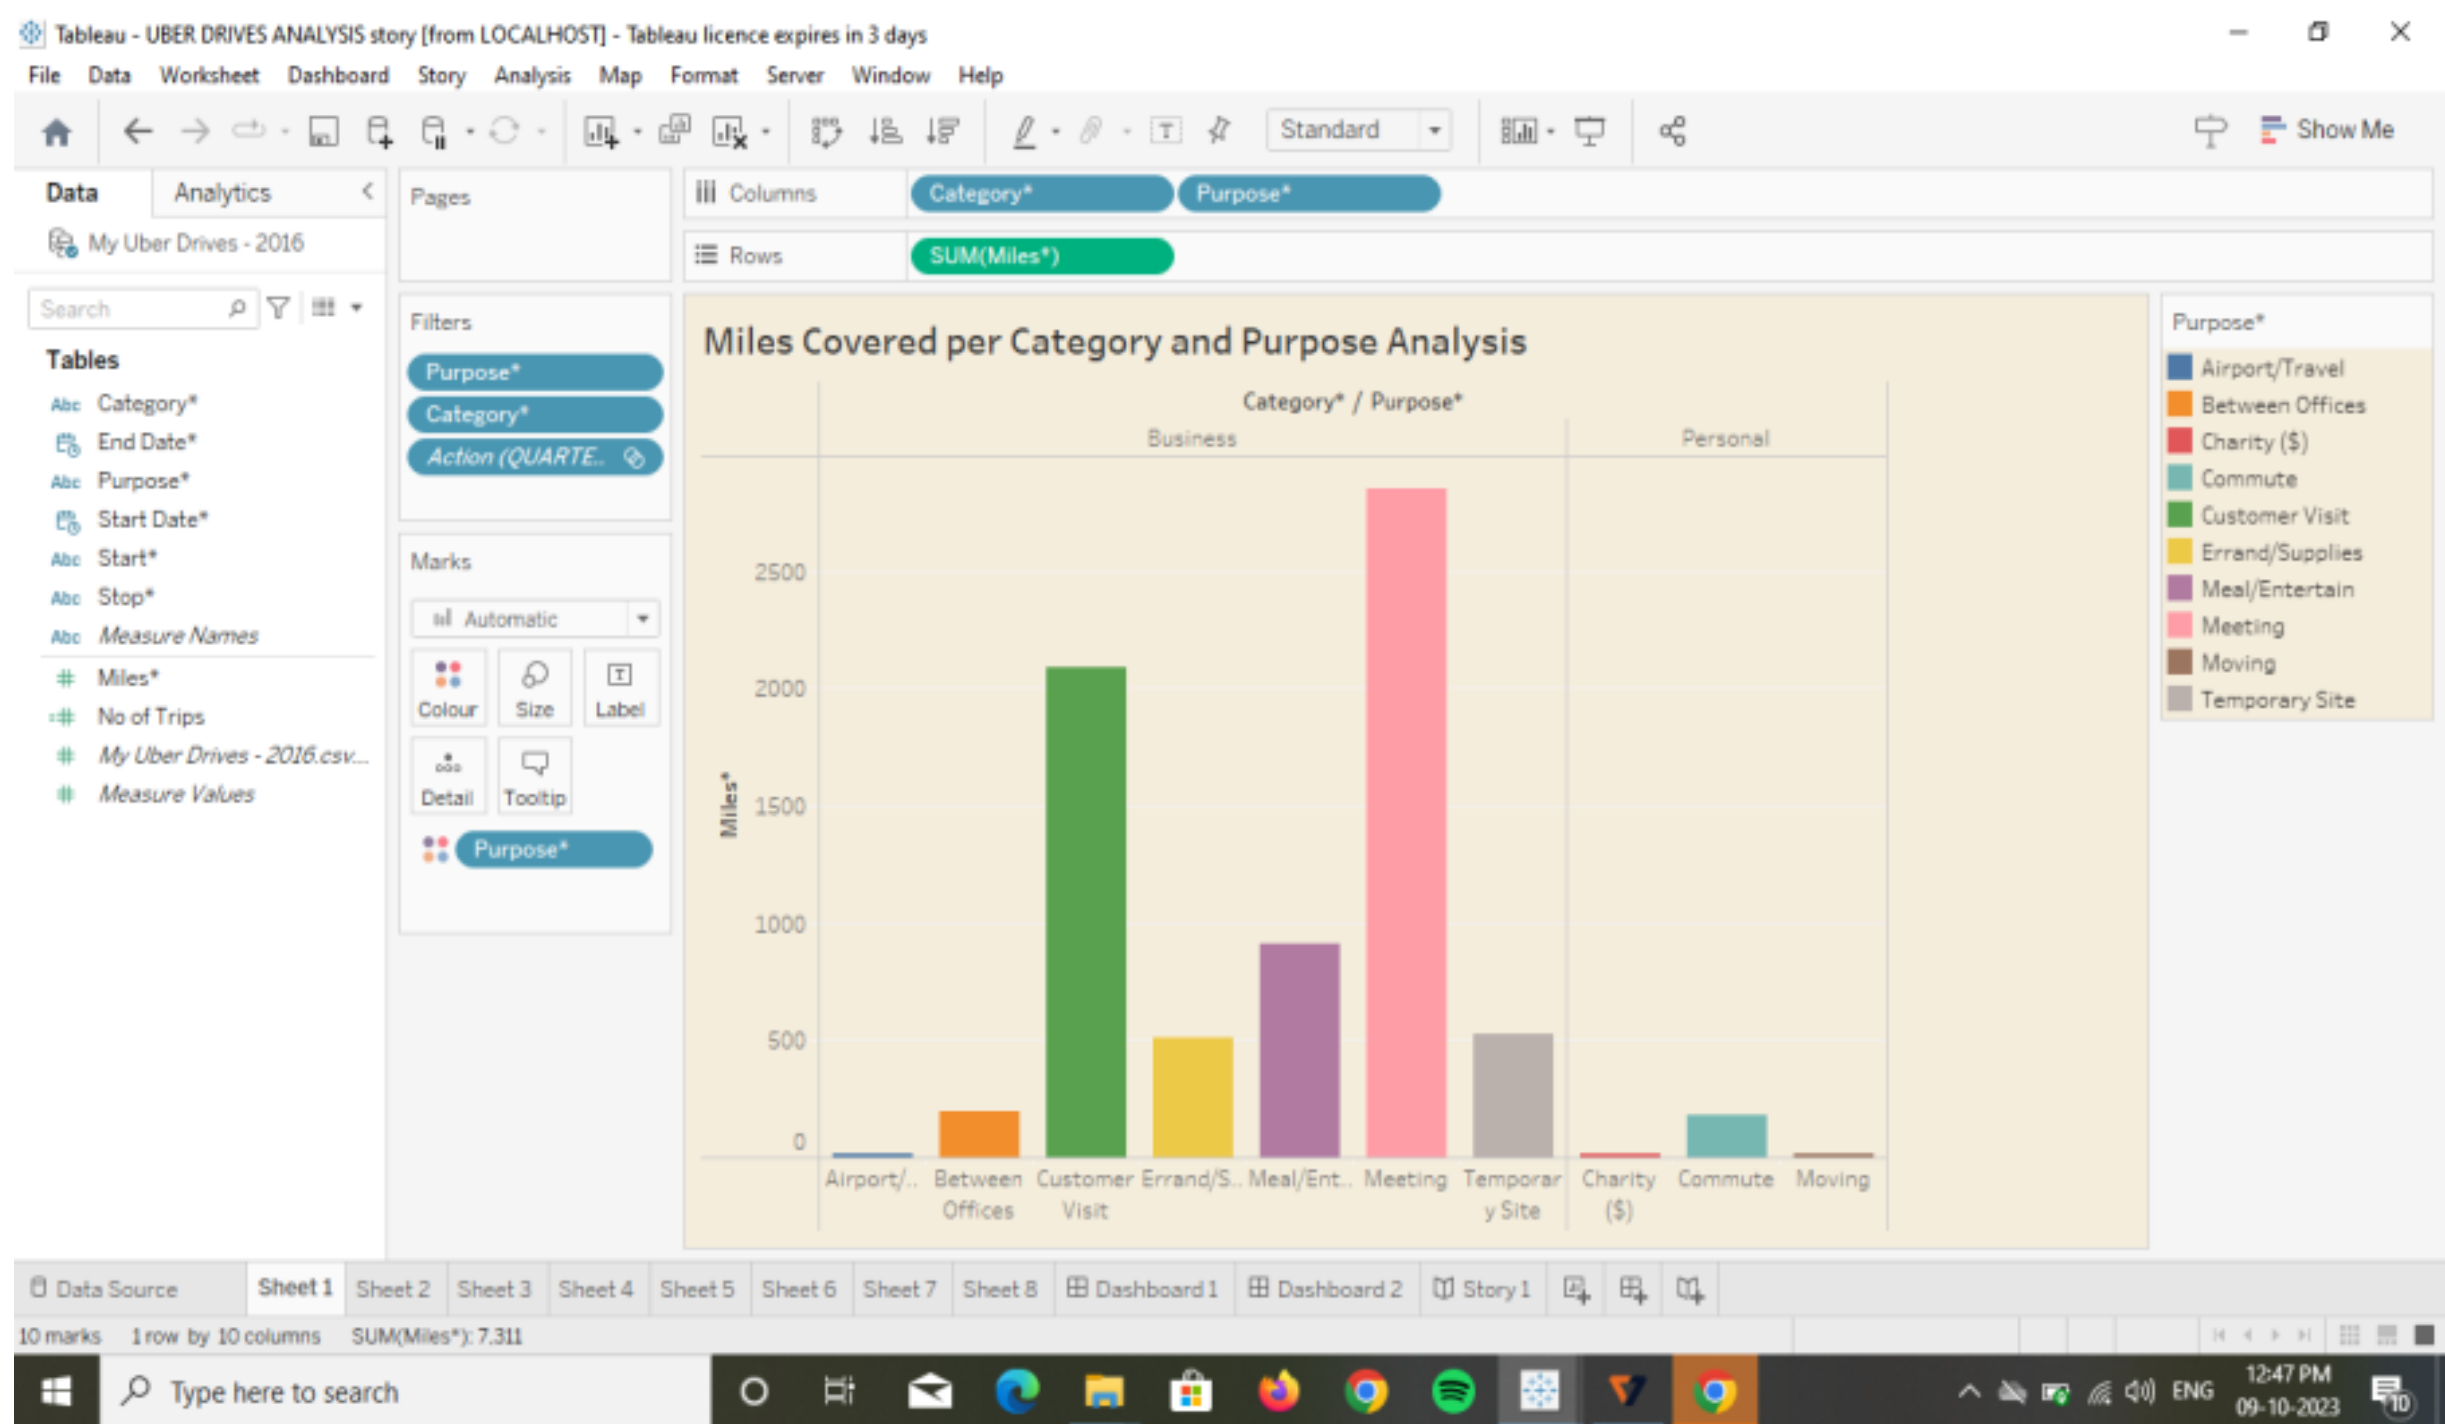 Tableau - UBER DRIVES ANALYSIS story [from LOCALHOST] - Tableau licence expires in 3 days
File Data Worksheet Dashboard Story Analysis Map Format Server Window Help
Standard
Show Me
Data Analytics
My Uber Drives - 2016
Search
Tables
Abc Category*
End Date*
Abc Purpose*
Start Date*
Abc Start*
Abc Stop*
Abc Measure Names
# Miles*
=# No of Trips
# My Uber Drives - 2016.csv...
# Measure Values
Pages
Filters
Purpose*
Category*
Action (QUARTE..
Marks
Automatic
Colour Size Label
Detail Tooltip
Purpose*
Columns Category* Purpose*
Rows SUM(Miles*)
Miles Covered per Category and Purpose Analysis
Category* / Purpose*
Business Personal
Miles*
2500
2000
1500
1000
500
0
Airport/.. Between Offices Customer Visit Errand/S.. Meal/Ent.. Meeting Temporary Site Charity ($) Commute Moving
Purpose*
Airport/Travel
Between Offices
Charity ($)
Commute
Customer Visit
Errand/Supplies
Meal/Entertain
Meeting
Moving
Temporary Site
Data Source Sheet 1 Sheet 2 Sheet 3 Sheet 4 Sheet 5 Sheet 6 Sheet 7 Sheet 8 Dashboard 1 Dashboard 2 Story 1
10 marks 1 row by 10 columns SUM(Miles*): 7,311
Type here to search
ENG
12:47 PM
09-10-2023
10